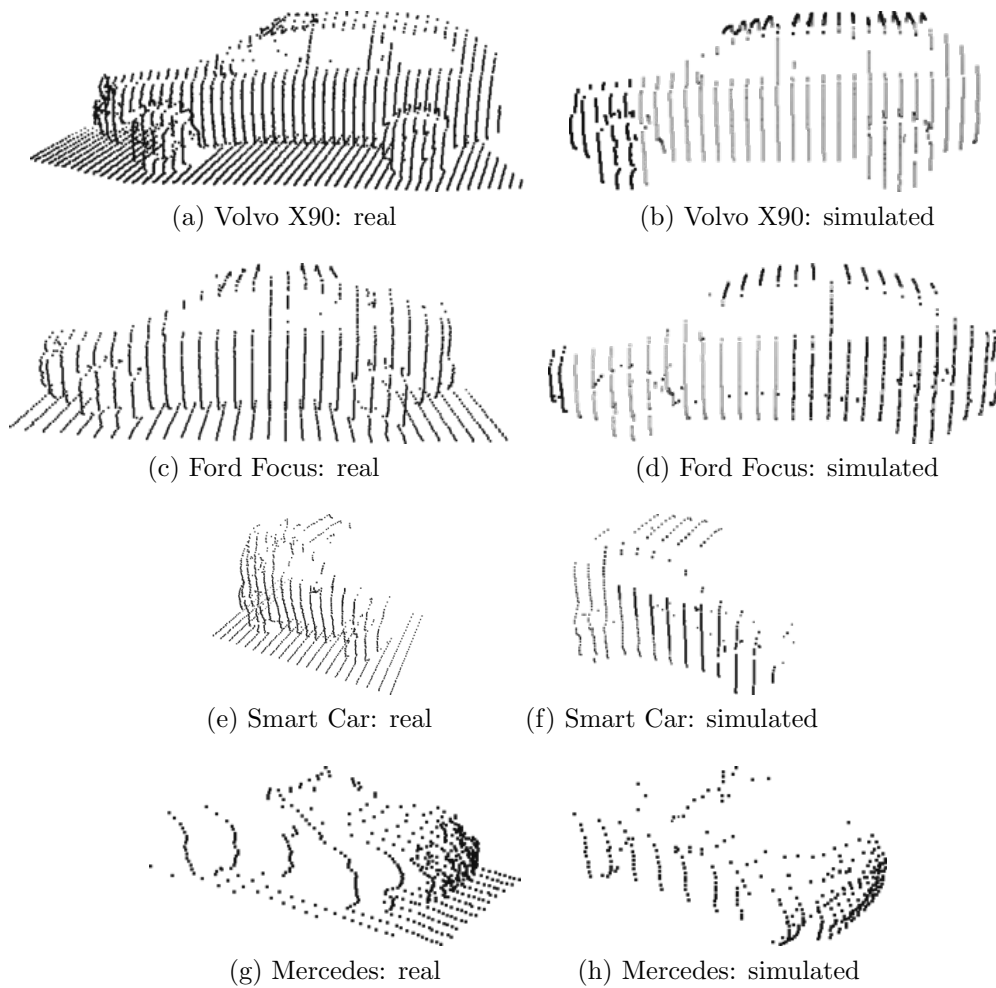 (a) Volvo X90: real
(b) Volvo X90: simulated
(c) Ford Focus: real
(d) Ford Focus: simulated
(e) Smart Car: real
(f) Smart Car: simulated
(g) Mercedes: real
(h) Mercedes: simulated